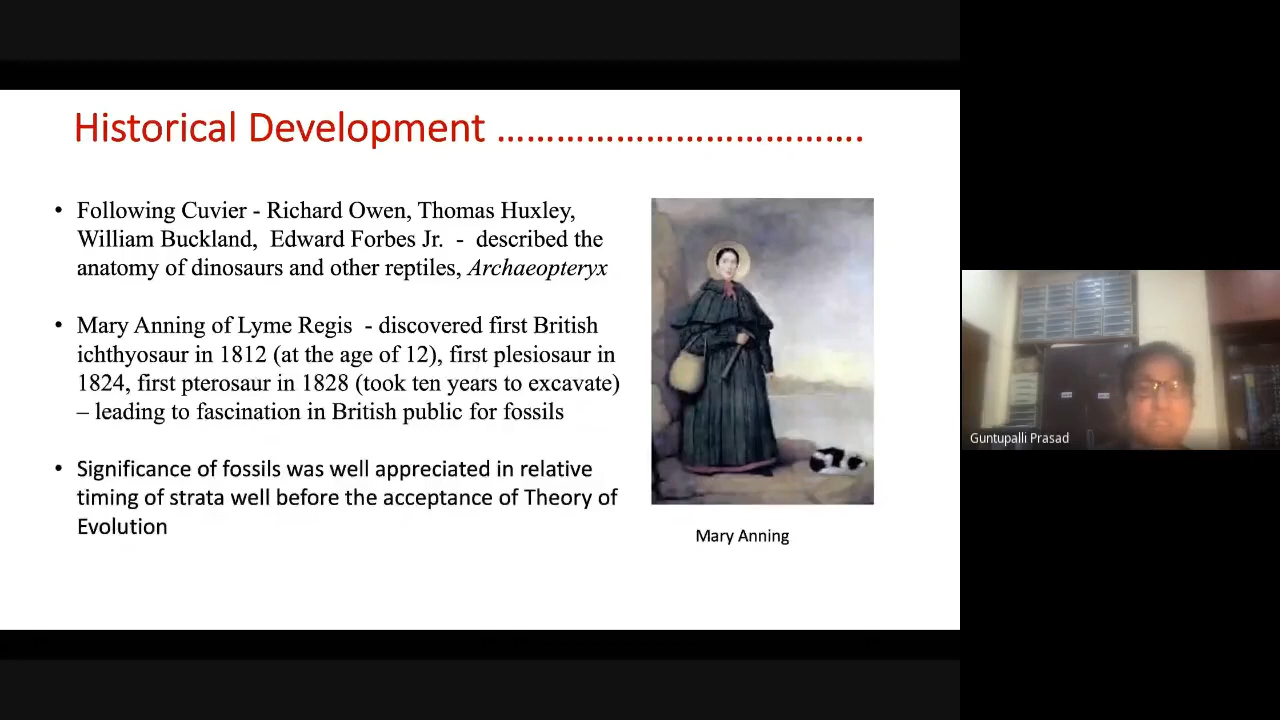 Historical Development ……………………………….
• Following Cuvier - Richard Owen, Thomas Huxley,
William Buckland, Edward Forbes Jr. - described the
anatomy of dinosaurs and other reptiles, Archaeopteryx
• Mary Anning of Lyme Regis - discovered first British
ichthyosaur in 1812 (at the age of 12), first plesiosaur in
1824, first pterosaur in 1828 (took ten years to excavate)
– leading to fascination in British public for fossils
• Significance of fossils was well appreciated in relative
timing of strata well before the acceptance of Theory of
Evolution
Mary Anning
Guntupalli Prasad